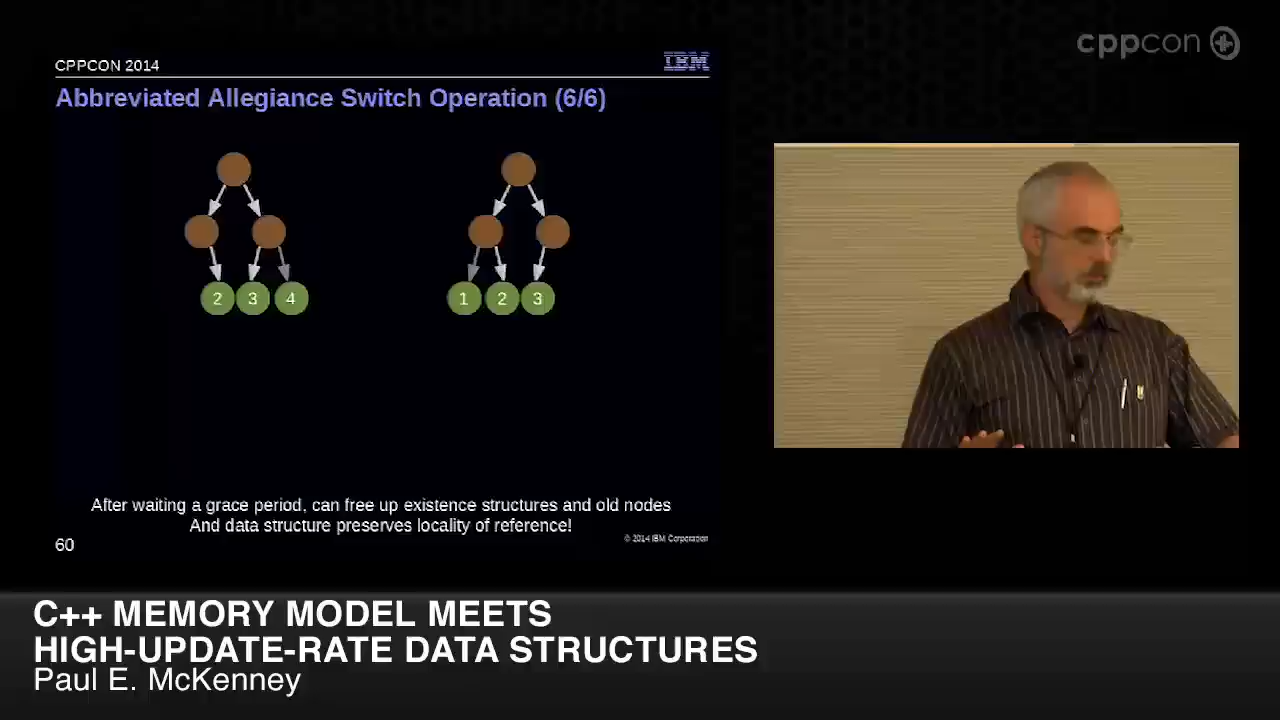 cppcon
CPPCON 2014
IBM
Abbreviated Allegiance Switch Operation (6/6)
2 3 4 1 2 3
After waiting a grace period, can free up existence structures and old nodes
And data structure preserves locality of reference!
© 2014 IBM Corporation
60
C++ MEMORY MODEL MEETS
HIGH-UPDATE-RATE DATA STRUCTURES
Paul E. McKenney